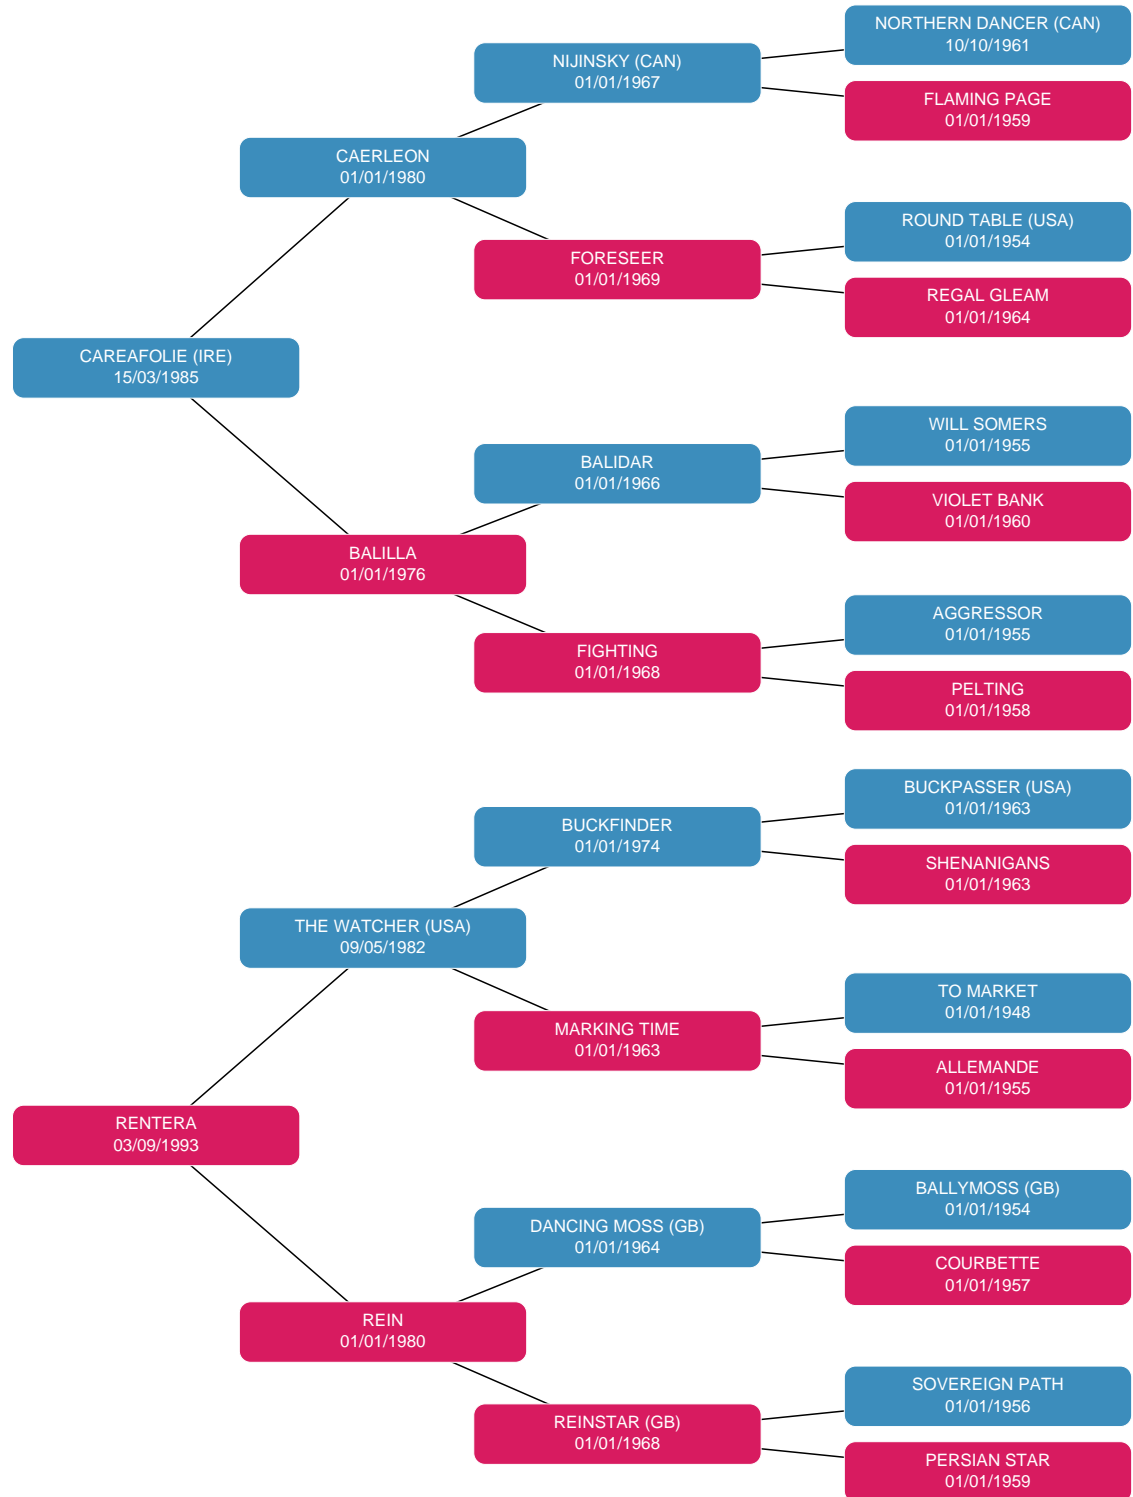 NORTHERN DANCER (CAN)
10/10/1961
NIJINSKY (CAN)
01/01/1967
FLAMING PAGE
01/01/1959
CAERLEON
01/01/1980
ROUND TABLE (USA)
01/01/1954
FORESEER
01/01/1969
REGAL GLEAM
01/01/1964
CAREAFOLIE (IRE)
15/03/1985
WILL SOMERS
01/01/1955
BALIDAR
01/01/1966
VIOLET BANK
01/01/1960
BALILLA
01/01/1976
AGGRESSOR
01/01/1955
FIGHTING
01/01/1968
PELTING
01/01/1958
BUCKPASSER (USA)
01/01/1963
BUCKFINDER
01/01/1974
SHENANIGANS
01/01/1963
THE WATCHER (USA)
09/05/1982
TO MARKET
01/01/1948
MARKING TIME
01/01/1963
ALLEMANDE
01/01/1955
RENTERA
03/09/1993
BALLYMOSS (GB)
01/01/1954
DANCING MOSS (GB)
01/01/1964
COURBETTE
01/01/1957
REIN
01/01/1980
SOVEREIGN PATH
01/01/1956
REINSTAR (GB)
01/01/1968
PERSIAN STAR
01/01/1959